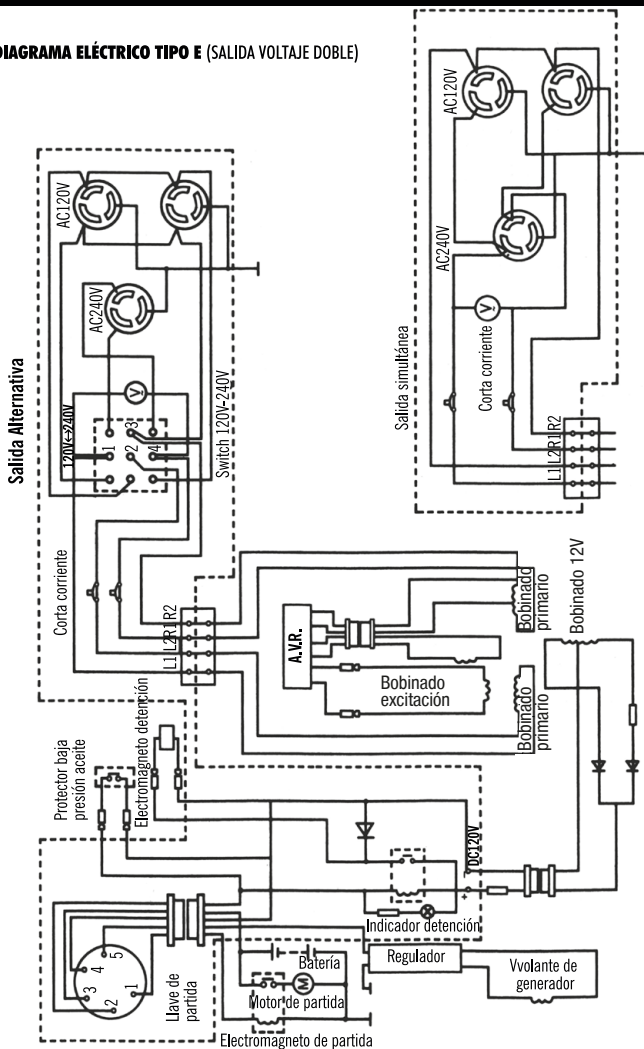 DIAGRAMA ELÉCTRICO TIPO E (SALIDA VOLTAJE DOBLE)
Salida Alternativa
AC120V
AC240V
120V↔240V
1
2
3
4
V
Switch 120V-240V
Corta corriente
L1 L2 R1 R2
Salida simultánea
AC120V
AC240V
V
Corta corriente
L1 L2 R1 R2
A.V.R.
Bobinado
excitación
Bobinado
primario
Bobinado
primario
Bobinado 12V
Protector baja
presión aceite
Electromagneto detención
DC120V
+
-
Indicador detención
1
2
3
4
5
Llave de
partida
Batería
M
Motor de partida
Electromagneto de partida
Regulador
Vvolante de
generador